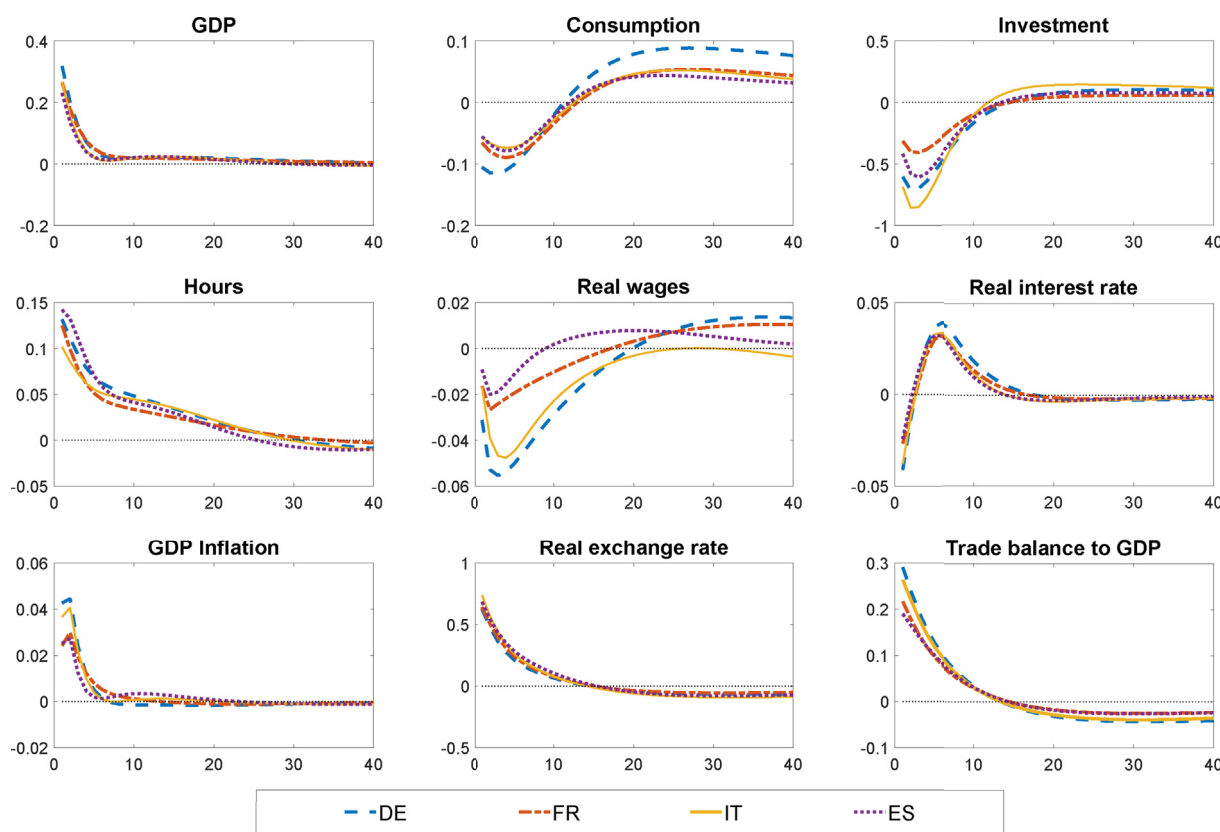 GDP
0.4
0.2
0
-0.2
0 10 20 30 40
Consumption
0.1
0
-0.1
-0.2
0 10 20 30 40
Investment
0.5
0
-0.5
-1
0 10 20 30 40
Hours
0.15
0.1
0.05
0
-0.05
0 10 20 30 40
Real wages
0.02
0
-0.02
-0.04
-0.06
0 10 20 30 40
Real interest rate
0.05
0
-0.05
0 10 20 30 40
GDP Inflation
0.06
0.04
0.02
0
-0.02
0 10 20 30 40
Real exchange rate
1
0.5
0
-0.5
0 10 20 30 40
Trade balance to GDP
0.3
0.2
0.1
0
-0.1
0 10 20 30 40
DE FR IT ES